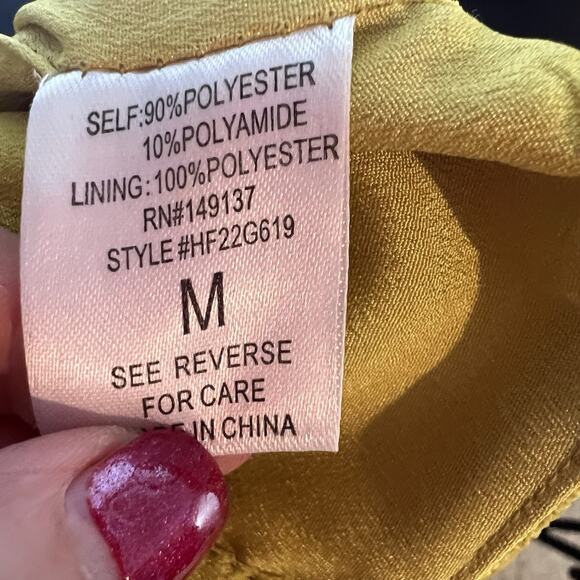 SELF:90%POLYESTER
10%POLYAMIDE
LINING:100%POLYESTER
RN#149137
STYLE#HF22G619
M
SEE REVERSE
FOR CARE
IN CHINA